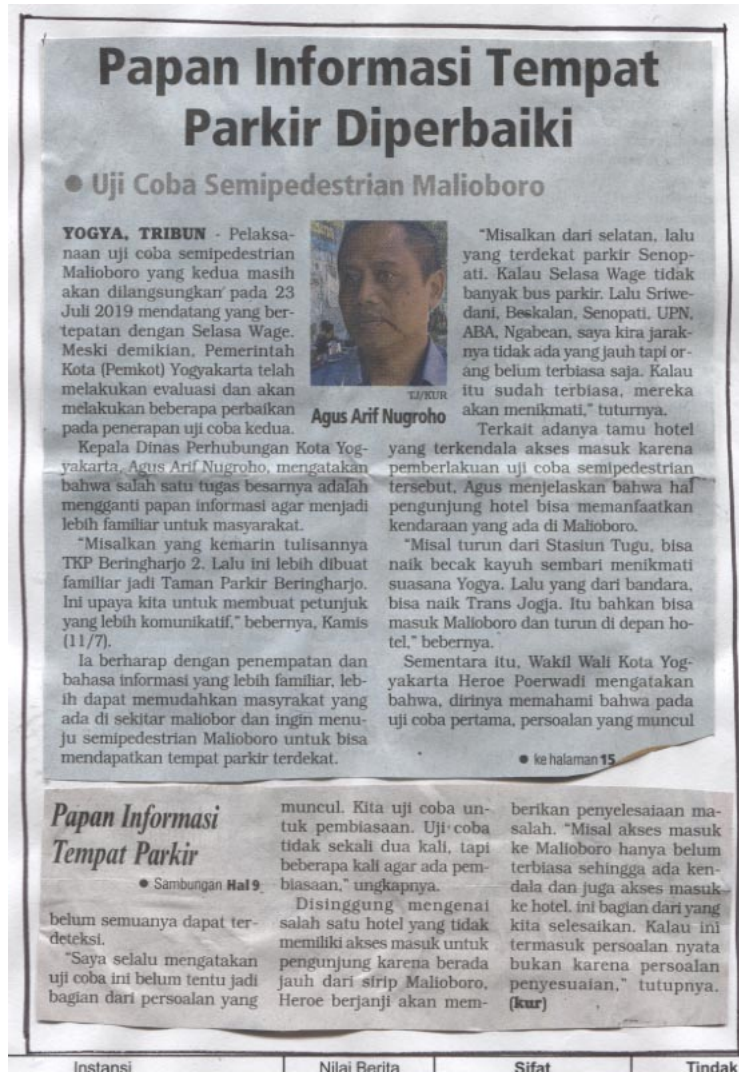 Papan Informasi Tempat
Parkir Diperbaiki
● Uji Coba Semipedestrian Malioboro
YOGYA, TRIBUN - Pelaksa-
naan uji coba semipedestrian
Malioboro yang kedua masih
akan dilangsungkan pada 23
Juli 2019 mendatang yang ber-
tepatan dengan Selasa Wage.
Meski demikian, Pemerintah
Kota (Pemkot) Yogyakarta telah
melakukan evaluasi dan akan
melakukan beberapa perbaikan
pada penerapan uji coba kedua.
Kepala Dinas Perhubungan Kota Yog-
yakarta, Agus Arif Nugroho, mengatakan
bahwa salah satu tugas besarnya adalah
mengganti papan informasi agar menjadi
lebih familiar untuk masyarakat.
"Misalkan yang kemarin tulisannya
TKP Beringharjo 2. Lalu ini lebih dibuat
familiar jadi Taman Parkir Beringharjo.
Ini upaya kita untuk membuat petunjuk
yang lebih komunikatif," bebernya, Kamis
(11/7).
Ia berharap dengan penempatan dan
bahasa informasi yang lebih familiar, leb-
ih dapat memudahkan masyrakat yang
ada di sekitar maliobor dan ingin menu-
ju semipedestrian Malioboro untuk bisa
mendapatkan tempat parkir terdekat.
TJ/KUR
Agus Arif Nugroho
"Misalkan dari selatan, lalu
yang terdekat parkir Senop-
ati. Kalau Selasa Wage tidak
banyak bus parkir. Lalu Sriwe-
dani, Beskalan, Senopati, UPN,
ABA, Ngabean, saya kira jarak-
nya tidak ada yang jauh tapi or-
ang belum terbiasa saja. Kalau
itu sudah terbiasa, mereka
akan menikmati," tuturnya.
Terkait adanya tamu hotel
yang terkendala akses masuk karena
pemberlakuan uji coba semipedestrian
tersebut, Agus menjelaskan bahwa hal
pengunjung hotel bisa memanfaatkan
kendaraan yang ada di Malioboro.
"Misal turun dari Stasiun Tugu, bisa
naik becak kayuh sembari menikmati
suasana Yogya. Lalu yang dari bandara,
bisa naik Trans Jogja. Itu bahkan bisa
masuk Malioboro dan turun di depan ho-
tel," bebernya.
Sementara itu, Wakil Wali Kota Yog-
yakarta Heroe Poerwadi mengatakan
bahwa, dirinya memahami bahwa pada
uji coba pertama, persoalan yang muncul
● ke halaman 15
Papan Informasi
Tempat Parkir
● Sambungan Hal 9
belum semuanya dapat ter-
deteksi.
"Saya selalu mengatakan
uji coba ini belum tentu jadi
bagian dari persoalan yang
muncul. Kita uji coba un-
tuk pembiasaan. Uji coba
tidak sekali dua kali, tapi
beberapa kali agar ada pem-
biasaan," ungkapnya.
Disinggung mengenai
salah satu hotel yang tidak
memiliki akses masuk untuk
pengunjung karena berada
jauh dari sirip Malioboro,
Heroe berjanji akan mem-
berikan penyelesaiaan ma-
salah. "Misal akses masuk
ke Malioboro hanya belum
terbiasa sehingga ada ken-
dala dan juga akses masuk
ke hotel. ini bagian dari yang
kita selesaikan. Kalau ini
termasuk persoalan nyata
bukan karena persoalan
penyesuaian," tutupnya.
(kur)
Instansi
Nilai Berita
Sifat
Tindak